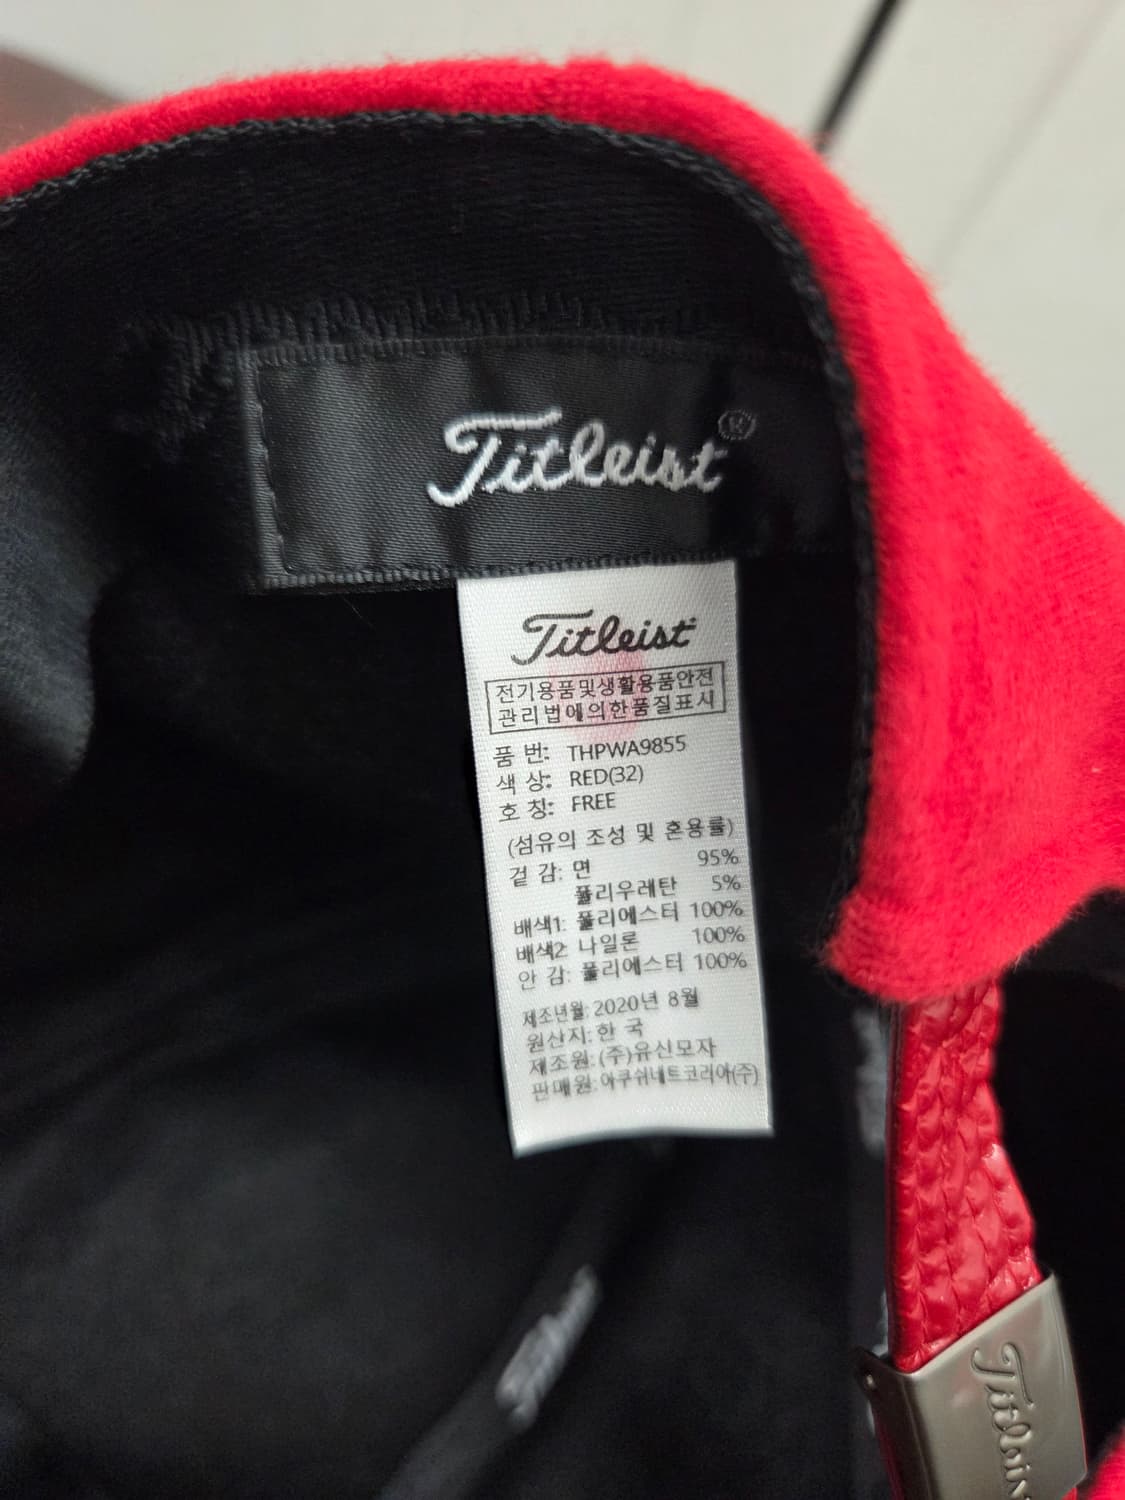 Titleist®
Titleist
전기용품및생활용품안전
관리법에의한품질표시
품 번: THPWA9855
색 상: RED(32)
호 칭: FREE
(섬유의 조성 및 혼용률)
겉 감: 면 95%
폴리우레탄 5%
배색1: 폴리에스터 100%
배색2: 나일론 100%
안 감: 폴리에스터 100%
제조년월: 2020년 8월
원산지: 한 국
제조원: (주)유신모자
판매원: 아쿠쉬네트코리아(주)
Titleist